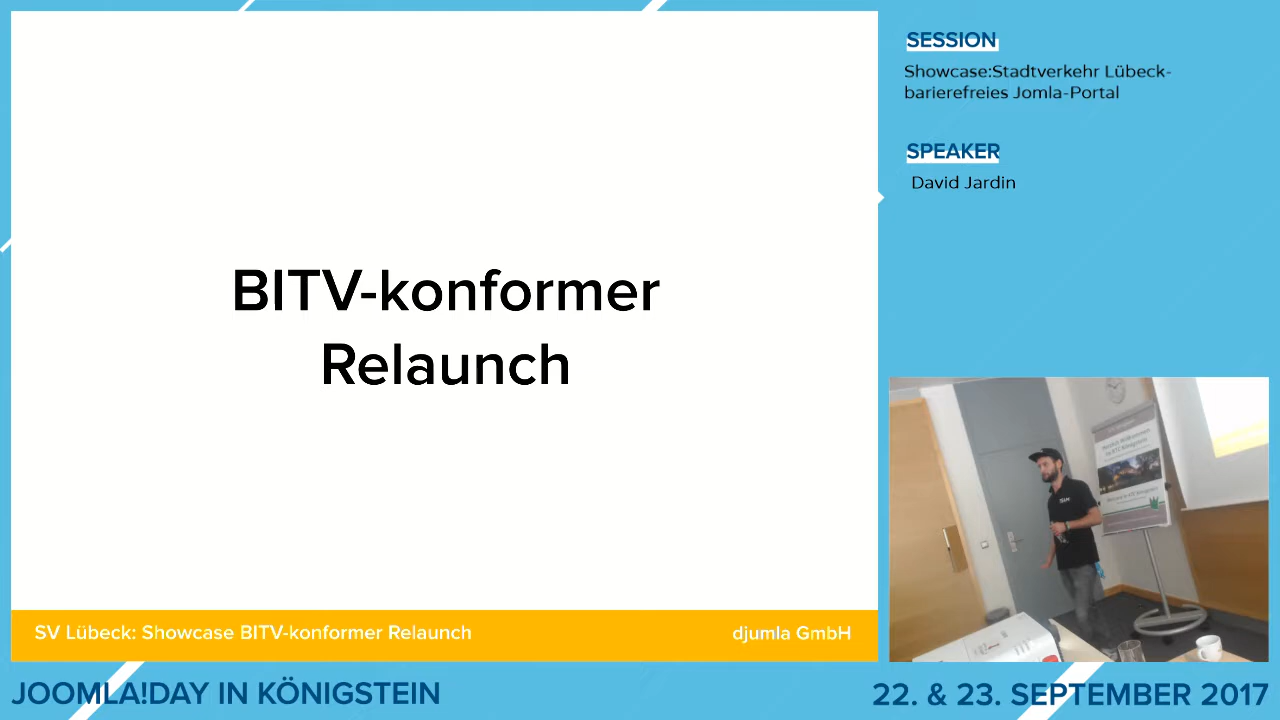 BITV-konformer
Relaunch
SV Lübeck: Showcase BITV-konformer Relaunch
djumla GmbH
SESSION
Showcase:Stadtverkehr Lübeck-
barierefreies Jomla-Portal
SPEAKER
David Jardin
JOOMLA!DAY IN KÖNIGSTEIN
22. & 23. SEPTEMBER 2017